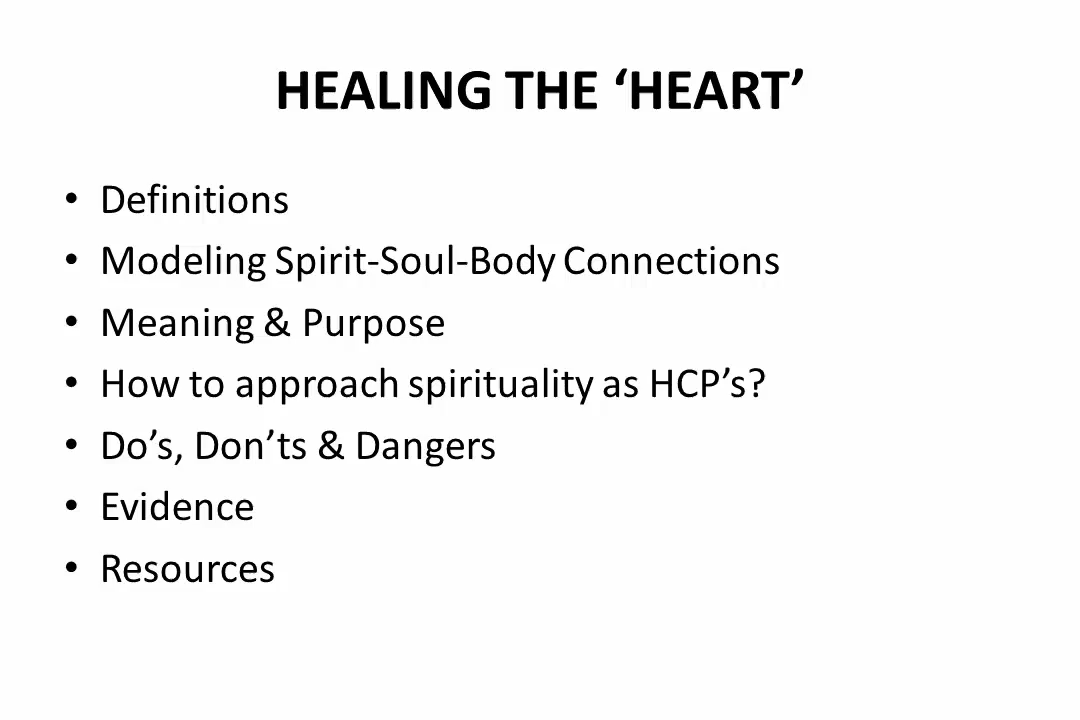 HEALING THE ‘HEART’
• Definitions
• Modeling Spirit-Soul-Body Connections
• Meaning & Purpose
• How to approach spirituality as HCP’s?
• Do’s, Don’ts & Dangers
• Evidence
• Resources